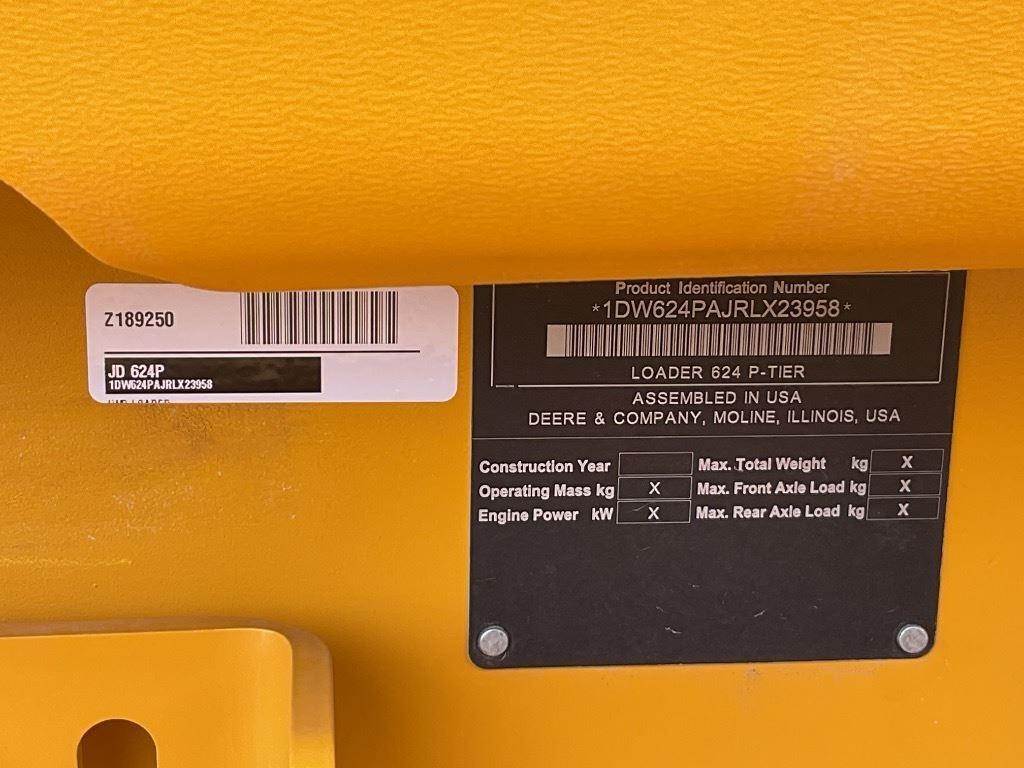 Z189250
JD 624P
1DW624PAJRLX23958
Product Identification Number
*1DW624PAJRLX23958*
LOADER 624 P-TIER
ASSEMBLED IN USA
DEERE & COMPANY, MOLINE, ILLINOIS, USA
Construction Year Max. Total Weight kg X
Operating Mass kg X Max. Front Axle Load kg X
Engine Power kW X Max. Rear Axle Load kg X